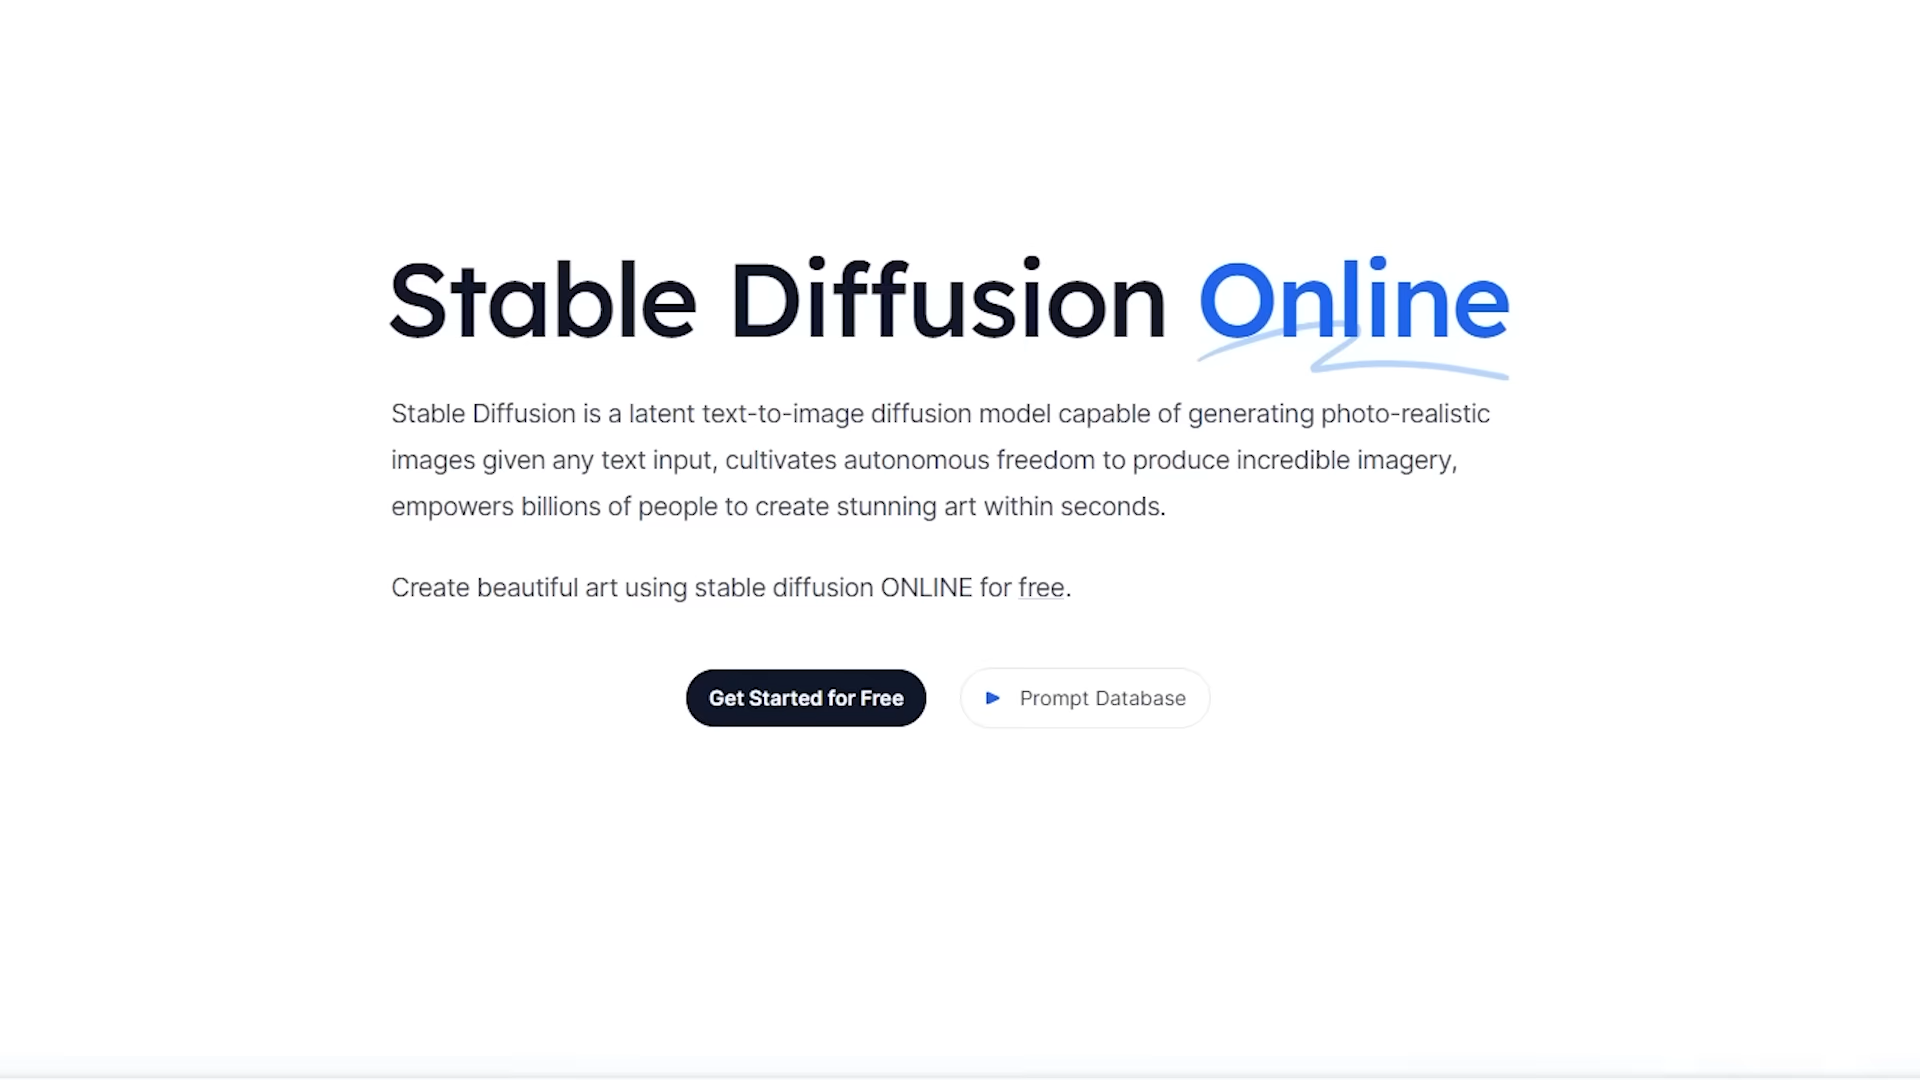 Stable Diffusion Online
Stable Diffusion is a latent text-to-image diffusion model capable of generating photo-realistic
images given any text input, cultivates autonomous freedom to produce incredible imagery,
empowers billions of people to create stunning art within seconds.
Create beautiful art using stable diffusion ONLINE for free.
Get Started for Free
Prompt Database